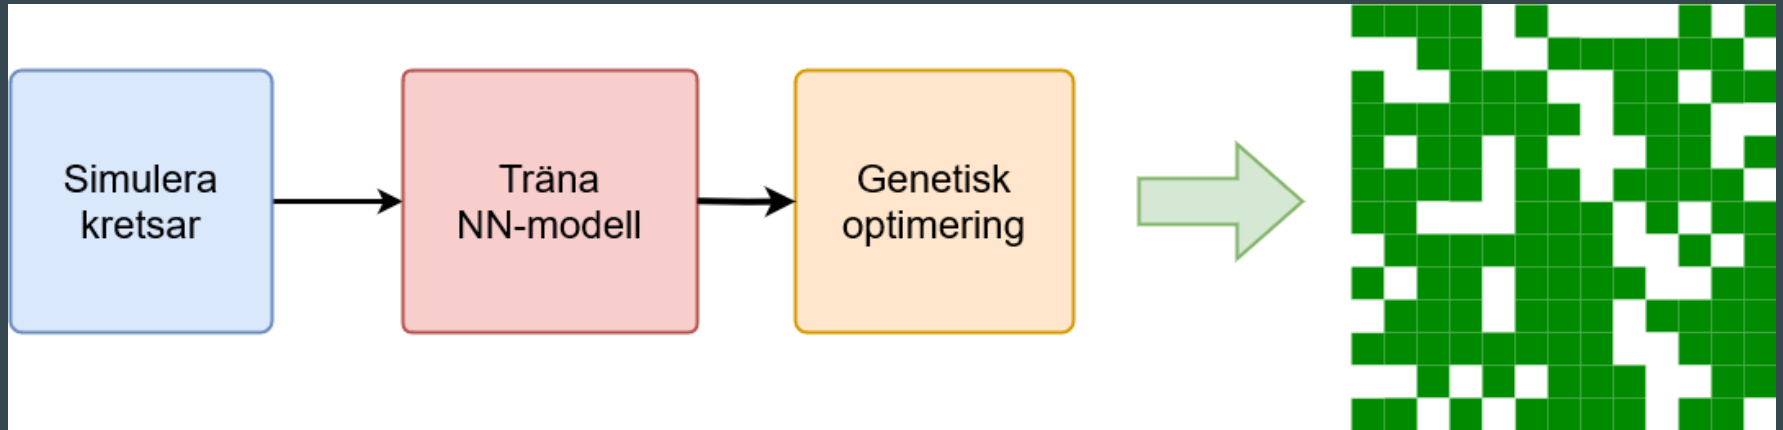 Simulera
kretsar
Träna
NN-modell
Genetisk
optimering